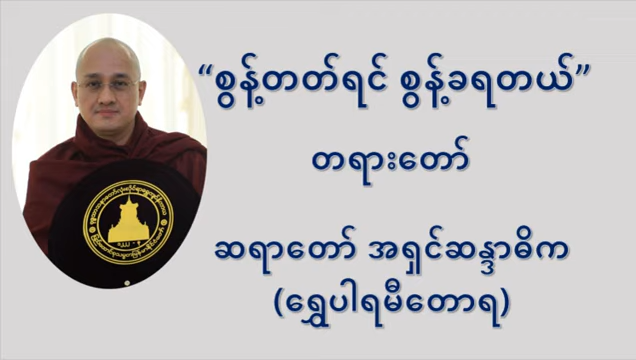 “စွန့်တတ်ရင် စွန့်ခရတယ်”
တရားတော်
ဆရာတော် အရှင်ဆန္ဒာဓိက
(ရွှေပါရမီတောရ)